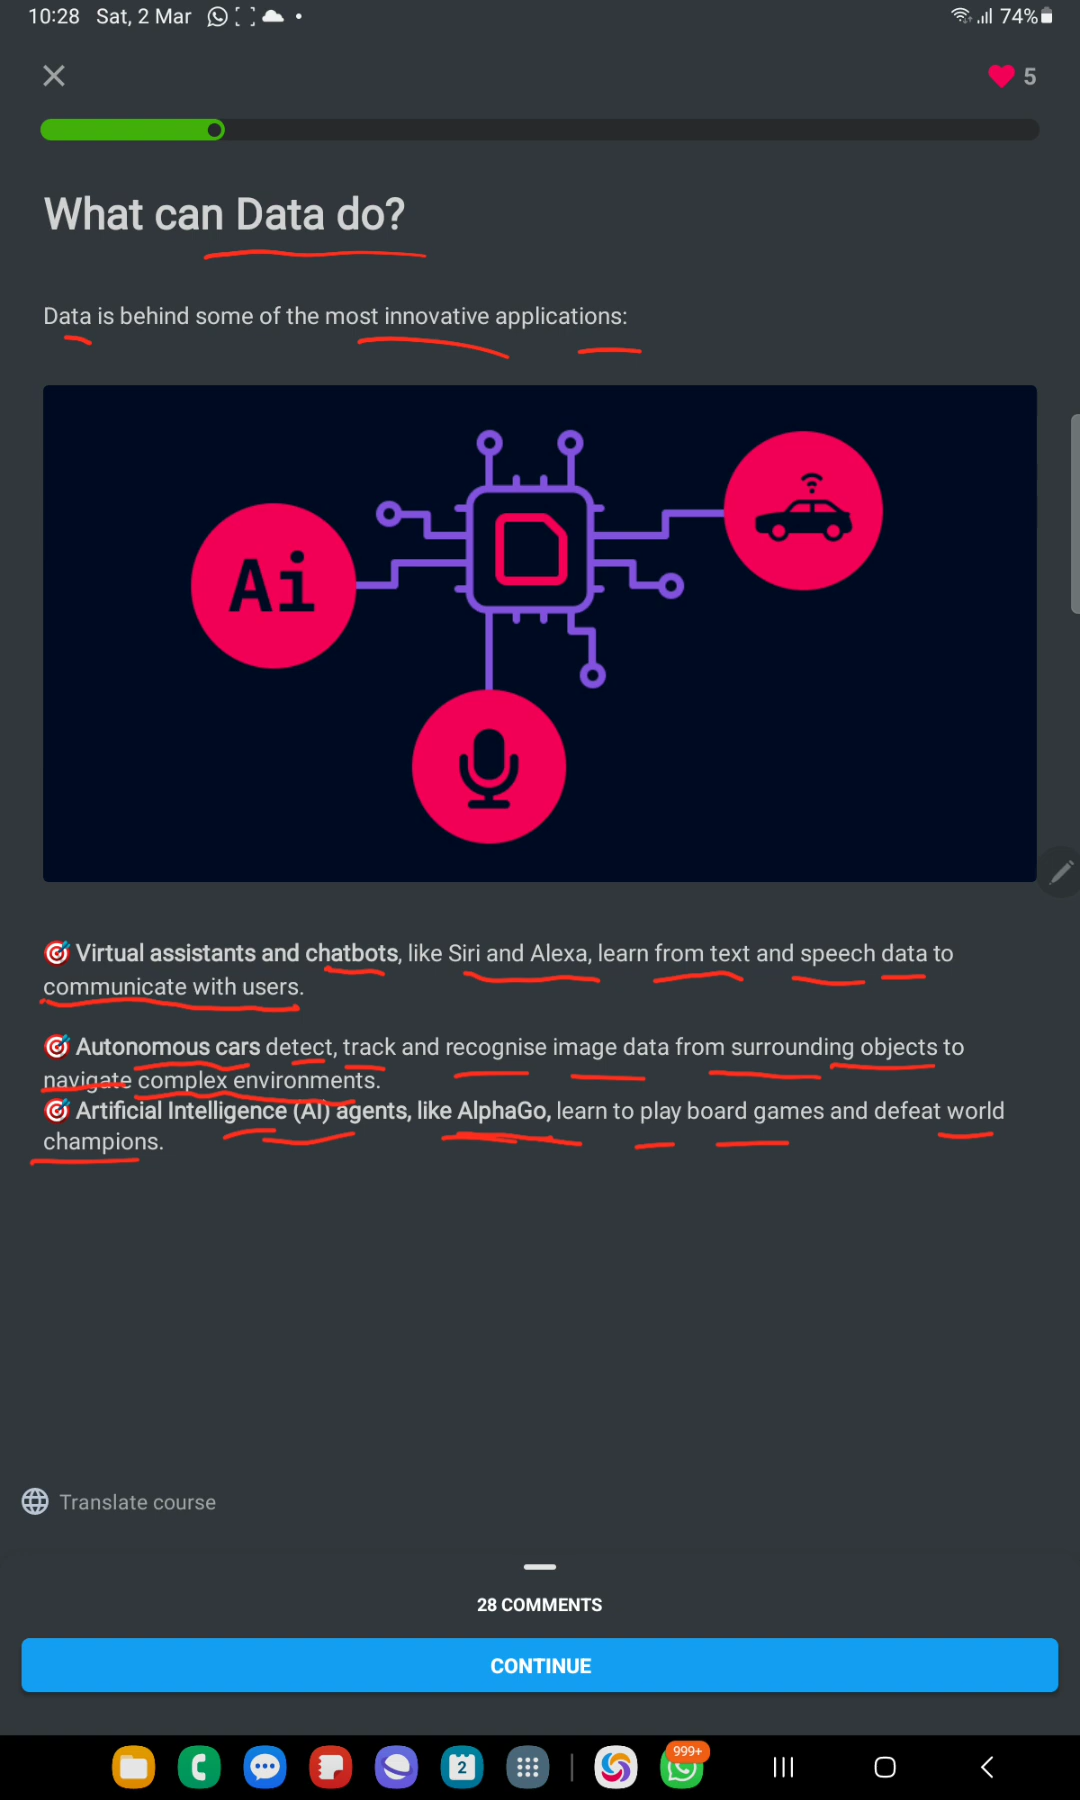 10:28 Sat, 2 Mar 74%
5
What can Data do?
Data is behind some of the most innovative applications:
Ai
🎯 Virtual assistants and chatbots, like Siri and Alexa, learn from text and speech data to
communicate with users.
🎯 Autonomous cars detect, track and recognise image data from surrounding objects to
navigate complex environments.
🎯 Artificial Intelligence (AI) agents, like AlphaGo, learn to play board games and defeat world
champions.
Translate course
28 COMMENTS
CONTINUE
2
999+